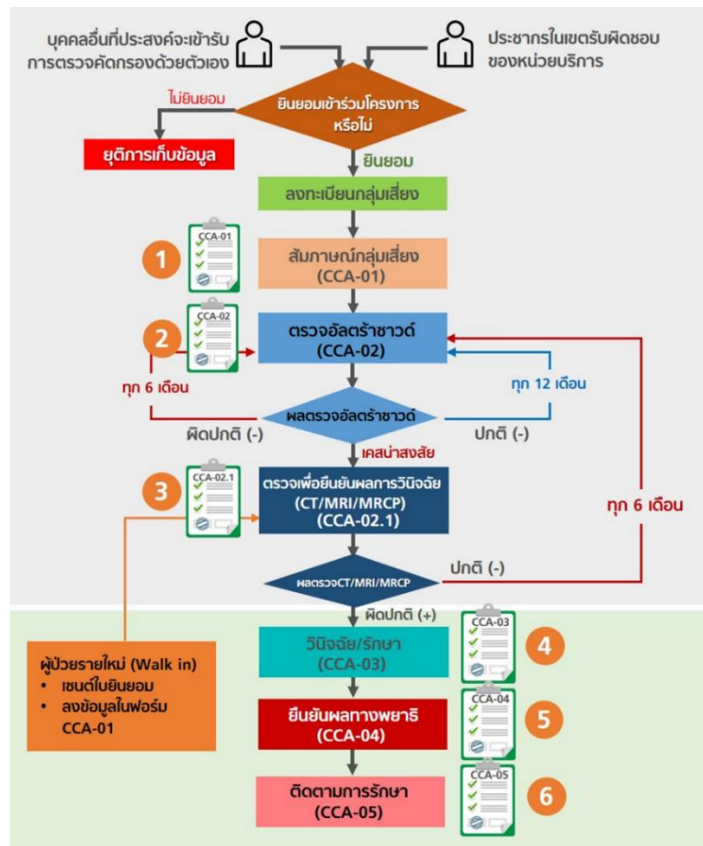 บุคคลอื่นที่ประสงค์จะเข้ารับ
การตรวจคัดกรองด้วยตัวเอง
ประชากรในเขตรับผิดชอบ
ของหน่วยบริการ
ยินยอมเข้าร่วมโครงการ
หรือไม่
ไม่ยินยอม
ยุติการเก็บข้อมูล
ยินยอม
ลงทะเบียนกลุ่มเสี่ยง
1
CCA-01
สัมภาษณ์กลุ่มเสี่ยง
(CCA-01)
2
CCA-02
ตรวจอัลตร้าซาวด์
(CCA-02)
ทุก 6 เดือน
ทุก 12 เดือน
ผลตรวจอัลตร้าซาวด์
ผิดปกติ (-)
ปกติ (-)
เคสน่าสงสัย
3
CCA-02.1
ตรวจเพื่อยืนยันผลการวินิจฉัย
(CT/MRI/MRCP)
(CCA-02.1)
ทุก 6 เดือน
ผลตรวจCT/MRI/MRCP
ปกติ (-)
ผิดปกติ (+)
ผู้ป่วยรายใหม่ (Walk in)
• เซนต์ใบยินยอม
• ลงข้อมูลในฟอร์ม
CCA-01
วินิจฉัย/รักษา
(CCA-03)
CCA-03
4
ยืนยันผลทางพยาธิ
(CCA-04)
CCA-04
5
ติดตามการรักษา
(CCA-05)
CCA-05
6